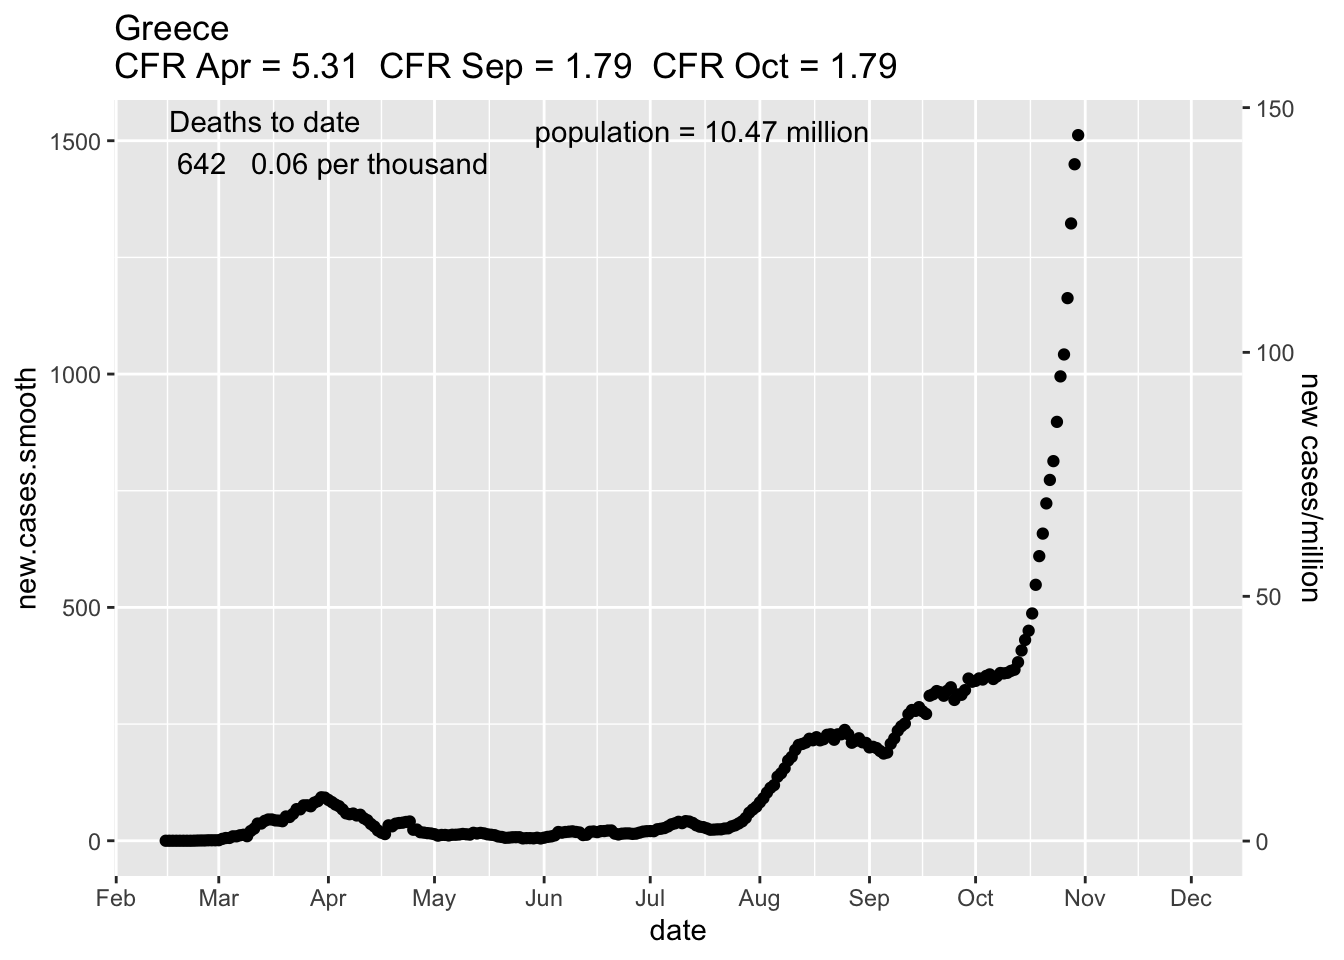 Greece
CFR Apr = 5.31  CFR Sep = 1.79  CFR Oct = 1.79
Deaths to date
642   0.06 per thousand
population = 10.47 million
1500
1000
500
0
new.cases.smooth
150
100
50
0
new cases/million
Feb Mar Apr May Jun Jul Aug Sep Oct Nov Dec
date